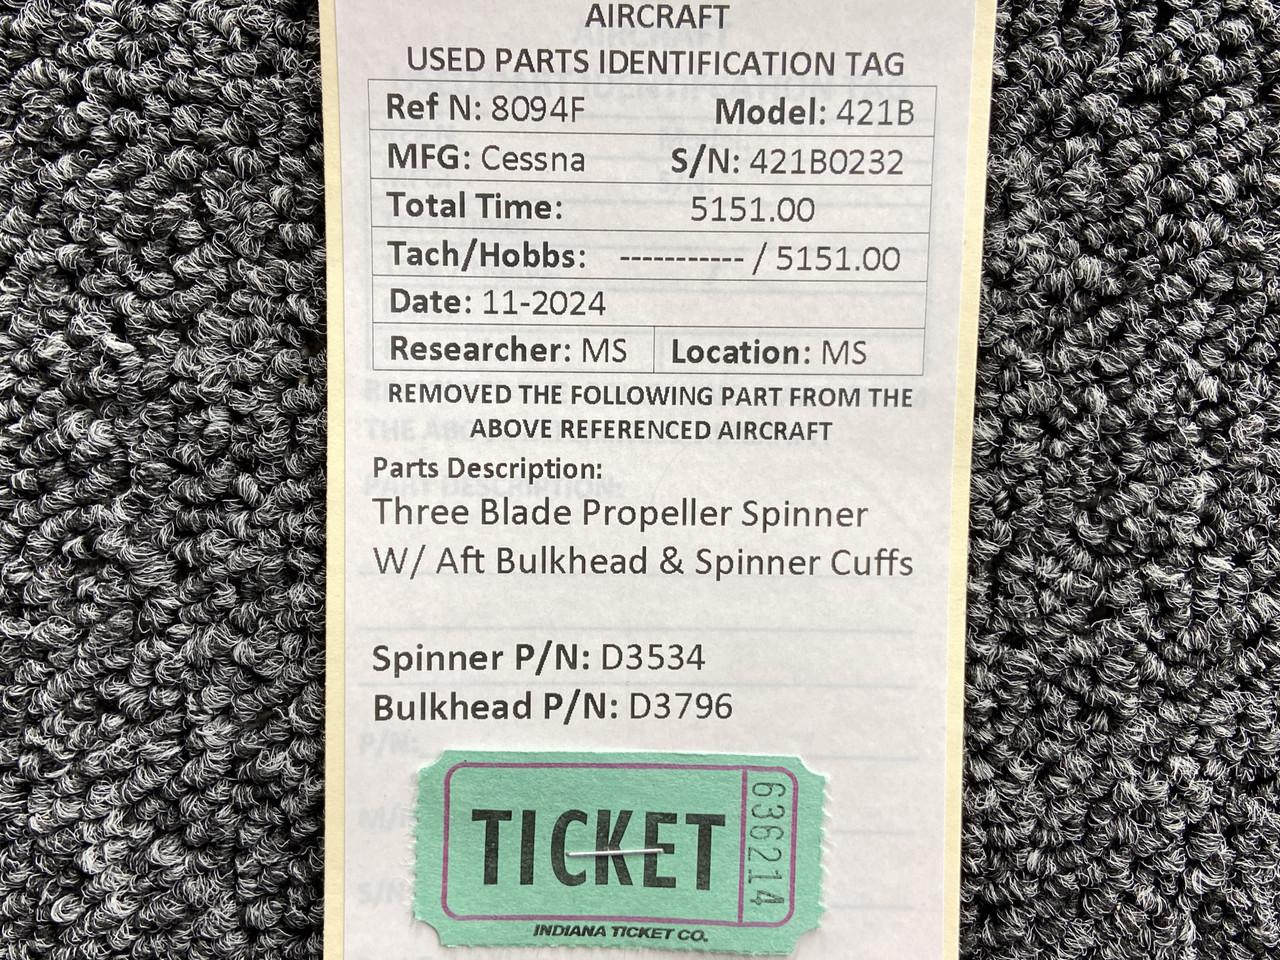 AIRCRAFT
USED PARTS IDENTIFICATION TAG
Ref N: 8094F Model: 421B
MFG: Cessna S/N: 421B0232
Total Time: 5151.00
Tach/Hobbs: ----------- / 5151.00
Date: 11-2024
Researcher: MS Location: MS
REMOVED THE FOLLOWING PART FROM THE
ABOVE REFERENCED AIRCRAFT
Parts Description:
Three Blade Propeller Spinner
W/ Aft Bulkhead & Spinner Cuffs
Spinner P/N: D3534
Bulkhead P/N: D3796
P/N:
S/N
TICKET
636214
INDIANA TICKET CO.